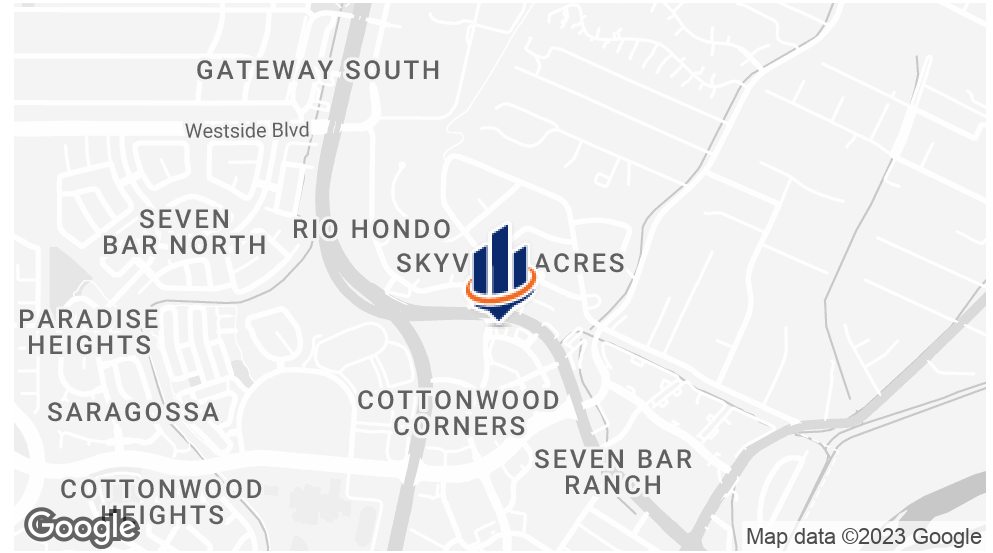 GATEWAY SOUTH
Westside Blvd
SEVEN
BAR NORTH
RIO HONDO
SKYV ACRES
PARADISE
HEIGHTS
SARAGOSSA
COTTONWOOD
CORNERS
SEVEN BAR
RANCH
COTTONWOOD
HEIGHTS
Google
Map data ©2023 Google